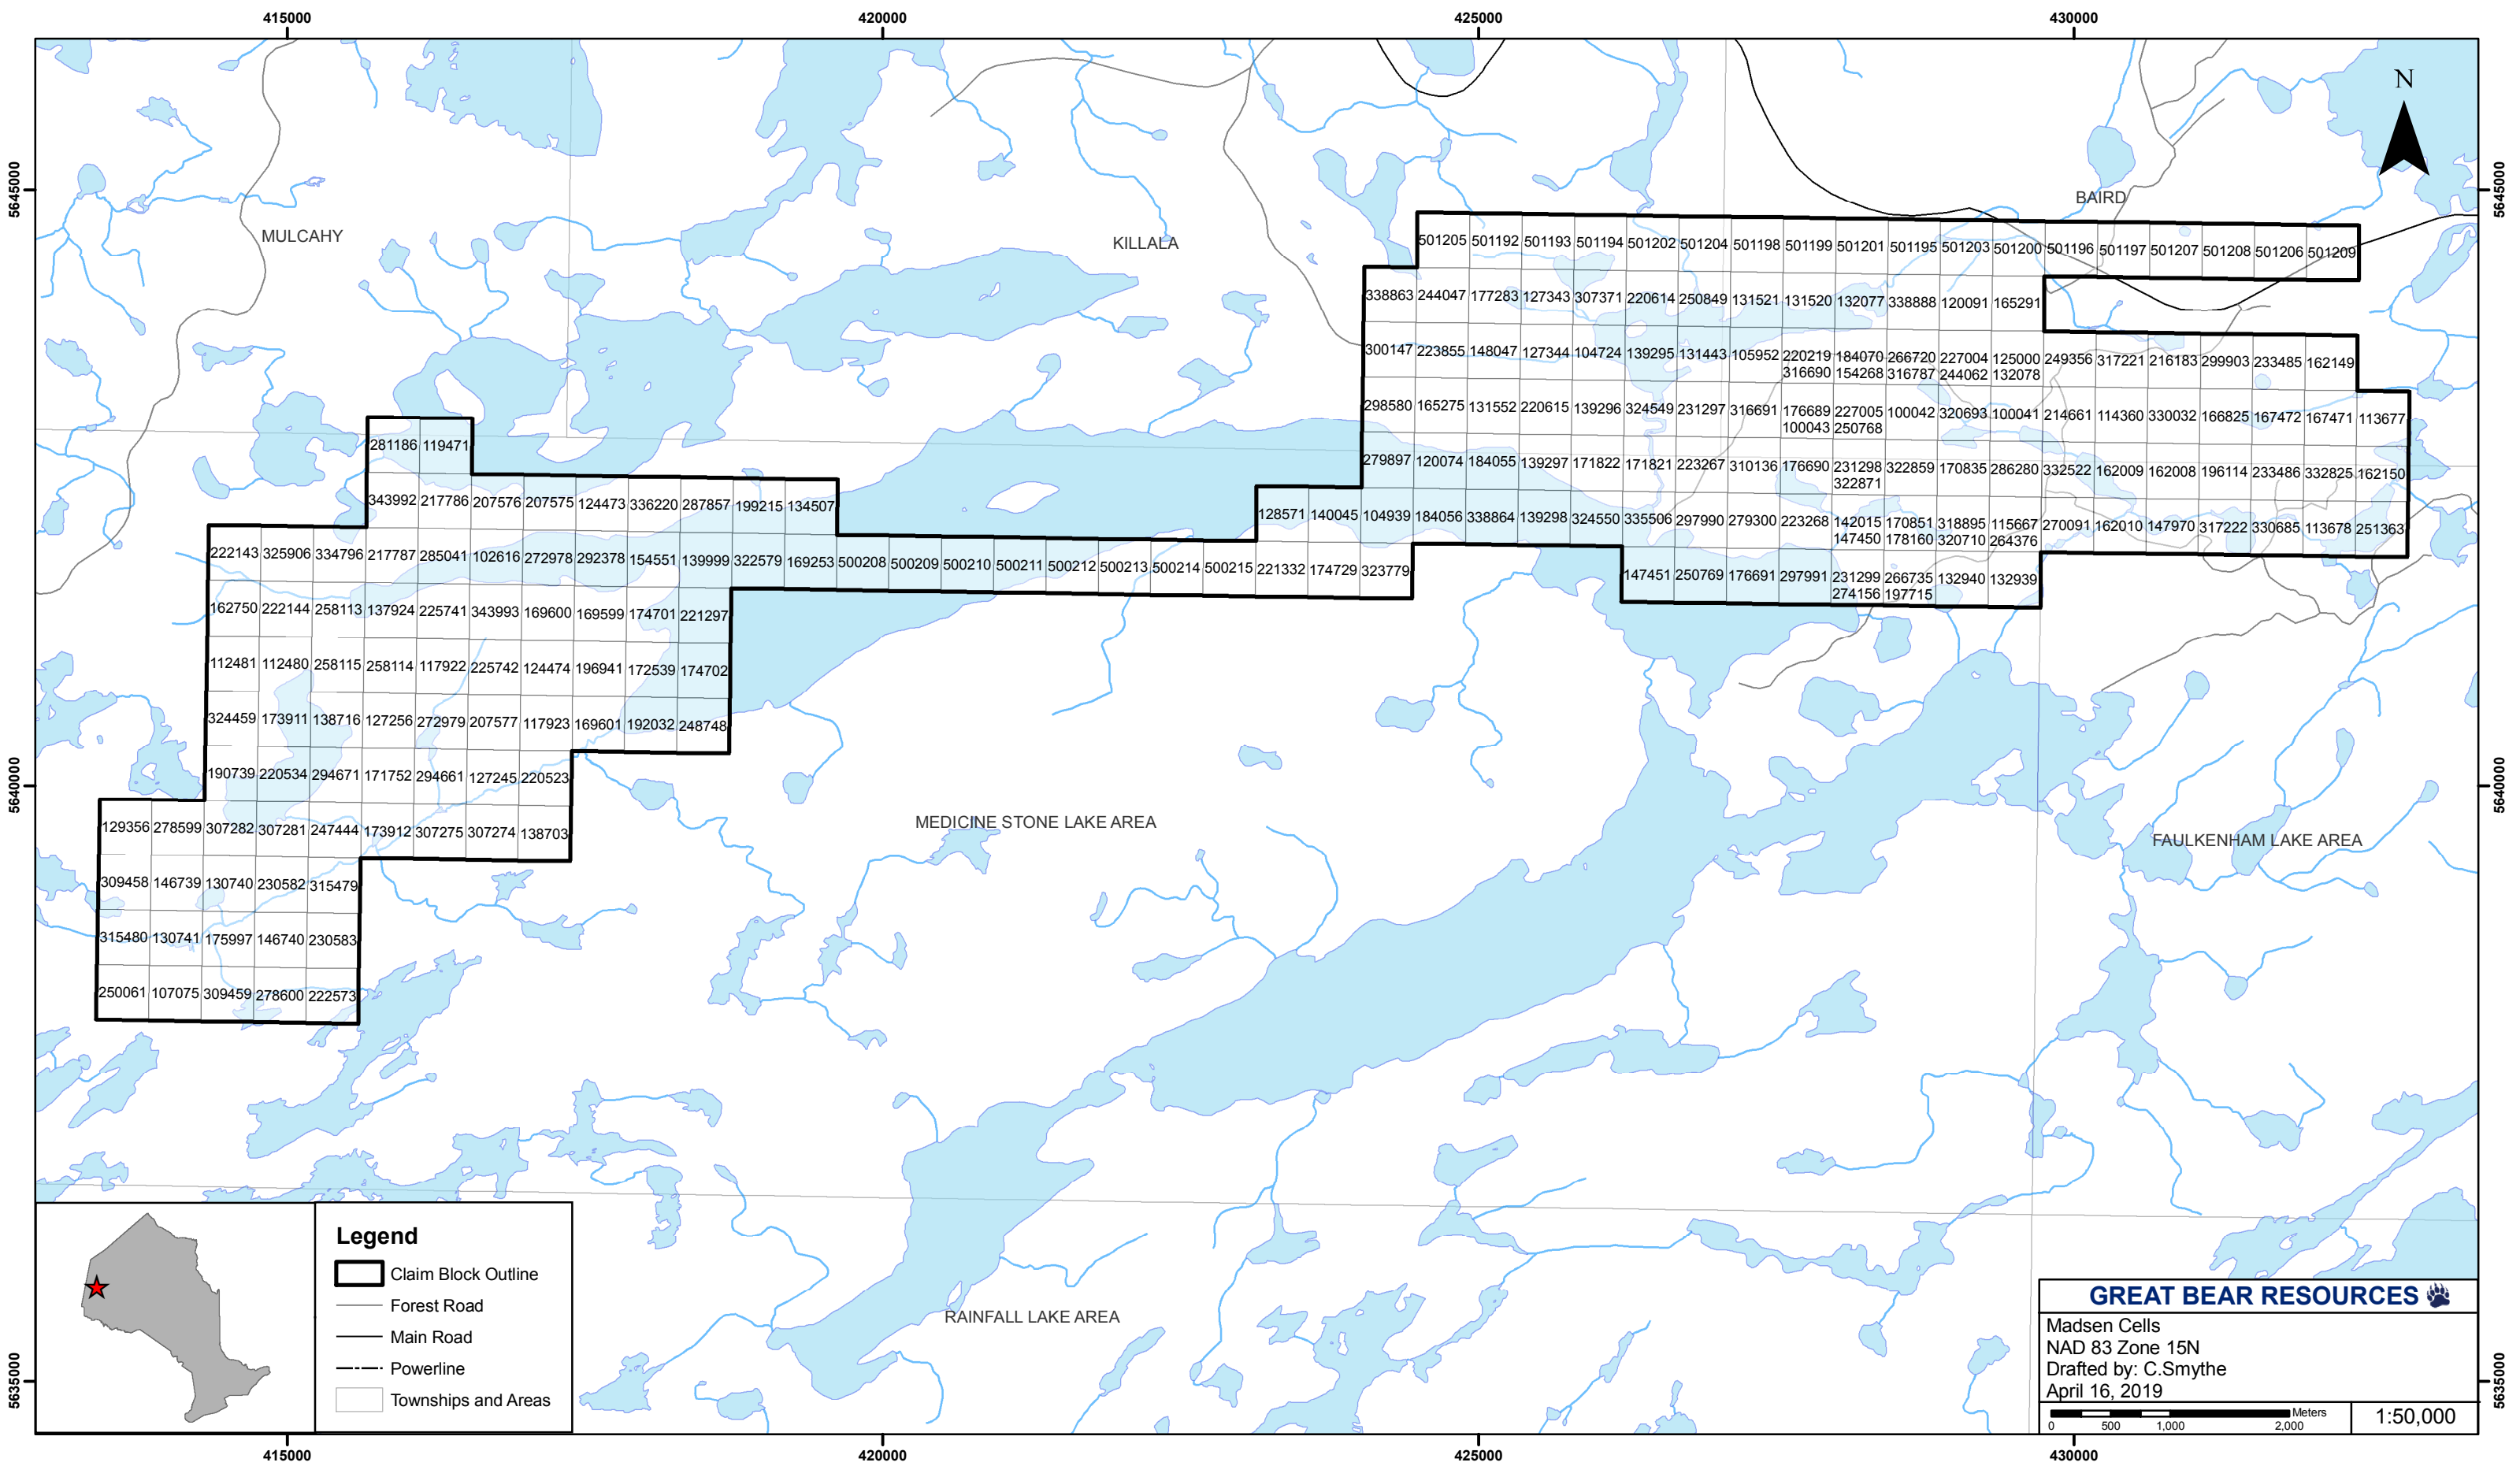 415000 420000 425000 430000
5645000 5645000
BAIRD
MULCAHY KILLALA
501205 501192 501193 501194 501202 501204 501198 501199 501201 501195 501203 501200 501196 501197 501207 501208 501206 501209
338863 244047 177283 127343 307371 220614 250849 131521 131520 132077 338888 120091 165291
300147 223855 148047 127344 104724 139295 131443 105952 220219 184070 266720 227004 125000 249356 317221 216183 299903 233485 162149
316690 154268 316787 244062 132078
298580 165275 131552 220615 139296 324549 231297 316691 176689 227005 100042 320693 100041 214661 114360 330032 166825 167472 167471 113677
100043 250768
281186 119471
279897 120074 184055 139297 171822 171821 223267 310136 176690 231298 322859 170835 286280 332522 162009 162008 196114 233486 332825 162150
322871
343992 217786 207576 207575 124473 336220 287857 199215 134507
128571 140045 104939 184056 338864 139298 324550 335506 297990 279300 223268 142015 170851 318895 115667 270091 162010 147970 317222 330685 113678 251363
147450 178160 320710 264376
222143 325906 334796 217787 285041 102616 272978 292378 154551 139999 322579 169253 500208 500209 500210 500211 500212 500213 500214 500215 221332 174729 323779
147451 250769 176691 297991 231299 266735 132940 132939
274156 197715
162750 222144 258113 137924 225741 343993 169600 169599 174701 221297
112481 112480 258115 258114 117922 225742 124474 196941 172539 174702
324459 173911 138716 127256 272979 207577 117923 169601 192032 248748
190739 220534 294671 171752 294661 127245 220523
5640000 5640000
129356 278599 307282 307281 247444 173912 307275 307274 138703
MEDICINE STONE LAKE AREA
FAULKENHAM LAKE AREA
309458 146739 130740 230582 315479
315480 130741 175997 146740 230583
250061 107075 309459 278600 222573
RAINFALL LAKE AREA
N
Legend
Claim Block Outline
Forest Road
Main Road
Powerline
Townships and Areas
GREAT BEAR RESOURCES
Madsen Cells
NAD 83 Zone 15N
Drafted by: C.Smythe
April 16, 2019
Meters
0 500 1,000 2,000
1:50,000
5635000 5635000
415000 420000 425000 430000